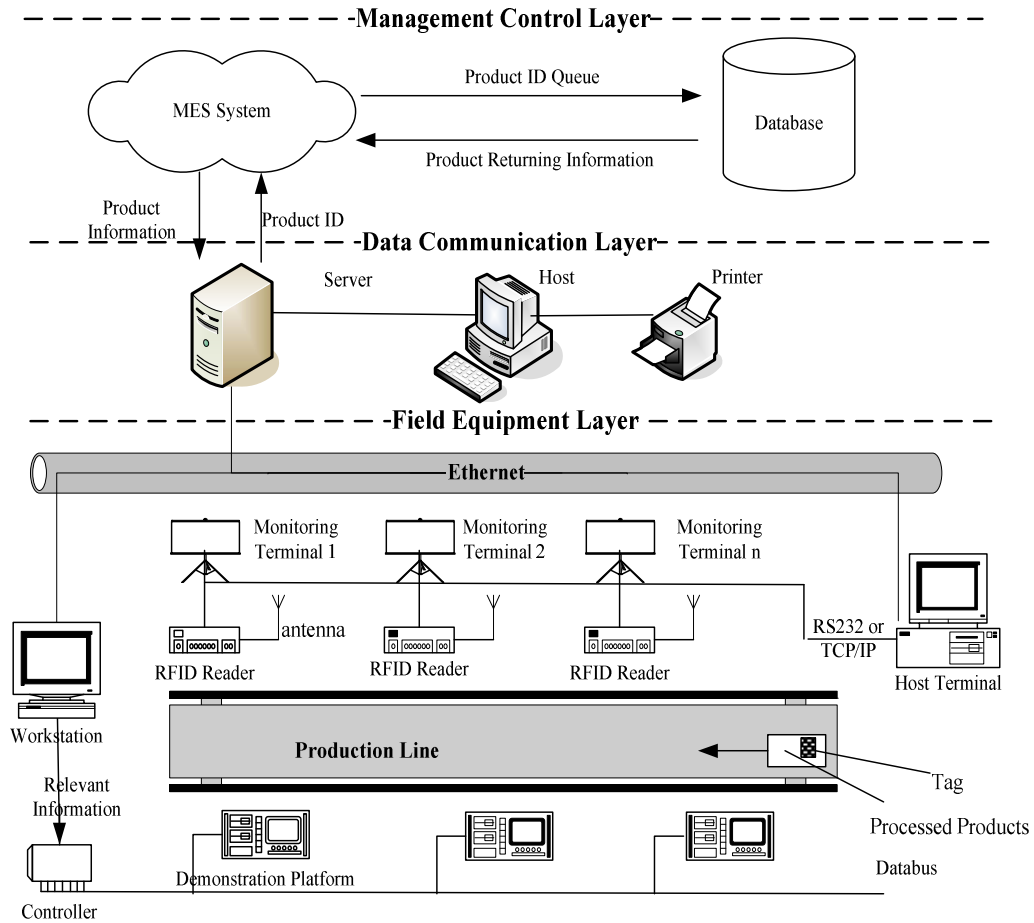 Management Control Layer
MES System
Product ID Queue
Product Returning Information
Database
Product
Information
Product ID
Data Communication Layer
Server
Host
Printer
Field Equipment Layer
Ethernet
Monitoring
Terminal 1
Monitoring
Terminal 2
Monitoring
Terminal n
antenna
RFID Reader
RFID Reader
RFID Reader
RS232 or
TCP/IP
Host Terminal
Workstation
Production Line
Relevant
Information
Tag
Processed Products
Databus
Demonstration Platform
Controller